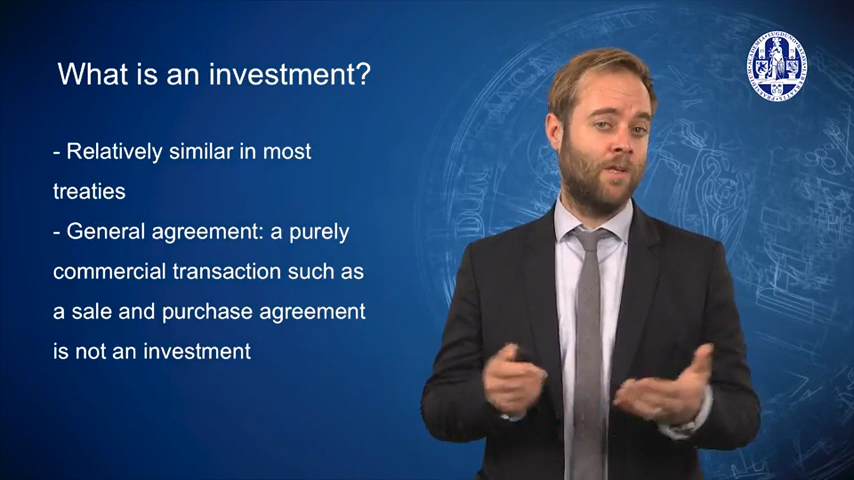 What is an investment?
- Relatively similar in most
treaties
- General agreement: a purely
commercial transaction such as
a sale and purchase agreement
is not an investment